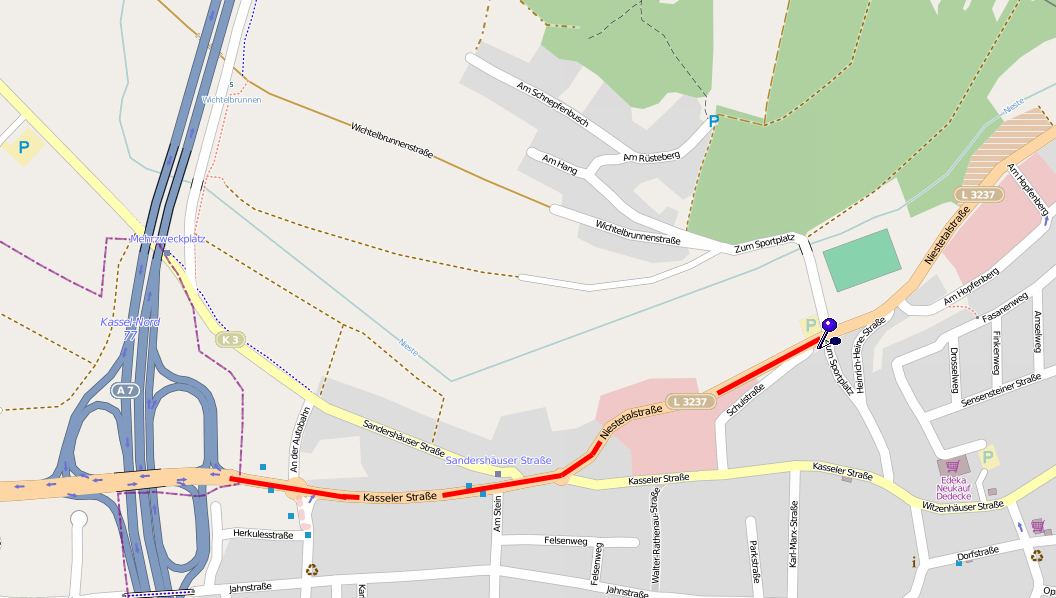 5
Wichtelbrunnen
P
Am Schnepfenbusch
P
Wichtelbrunnenstraße
Am Hang
Am Rüsteberg
Nieste
Am Hopfenberg
L 3237
Mehrzweckplatz
Wichtelbrunnenstraße
Zum Sportplatz
Niestetalstraße
Am Hopfenberg
Kassel-Nord
77
K 3
Nieste
P
Fasanenweg
Amselweg
Finkenweg
Drosselweg
Heinrich-Heine-Straße
Zum Sportplatz
A 7
Sensensteiner Straße
Schulstraße
L 3237
Niestetalstraße
An der Autobahn
Sandershäuser Straße
Sandershäuser Straße
P
Kasseler Straße
Kasseler Straße
Kasseler Straße
Edeka
Neukauf
Dedecke
Witzenhäuser Straße
Am Stein
Herkulesstraße
Felsenweg
Felsenweg
Walter-Rathenau-Straße
Karl-Marx-Straße
Parkstraße
Dorfstraße
i
Jahnstraße
Jahnstraße
Karl
Op